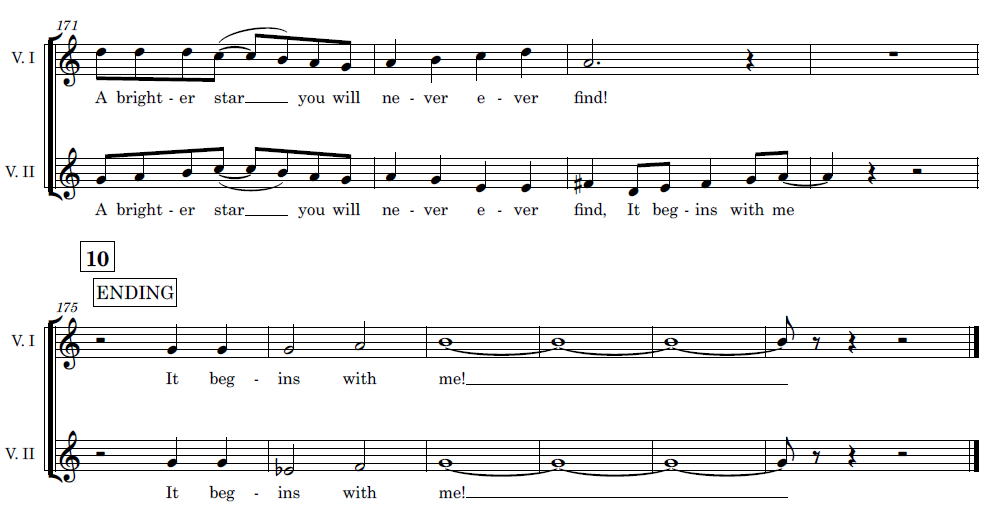 171
V. I
A bright - er star you will ne - ver e - ver find!
V. II
A bright - er star you will ne - ver e - ver find, It beg - ins with me
10
ENDING
175
V. I
It beg - ins with me!
V. II
It beg - ins with me!